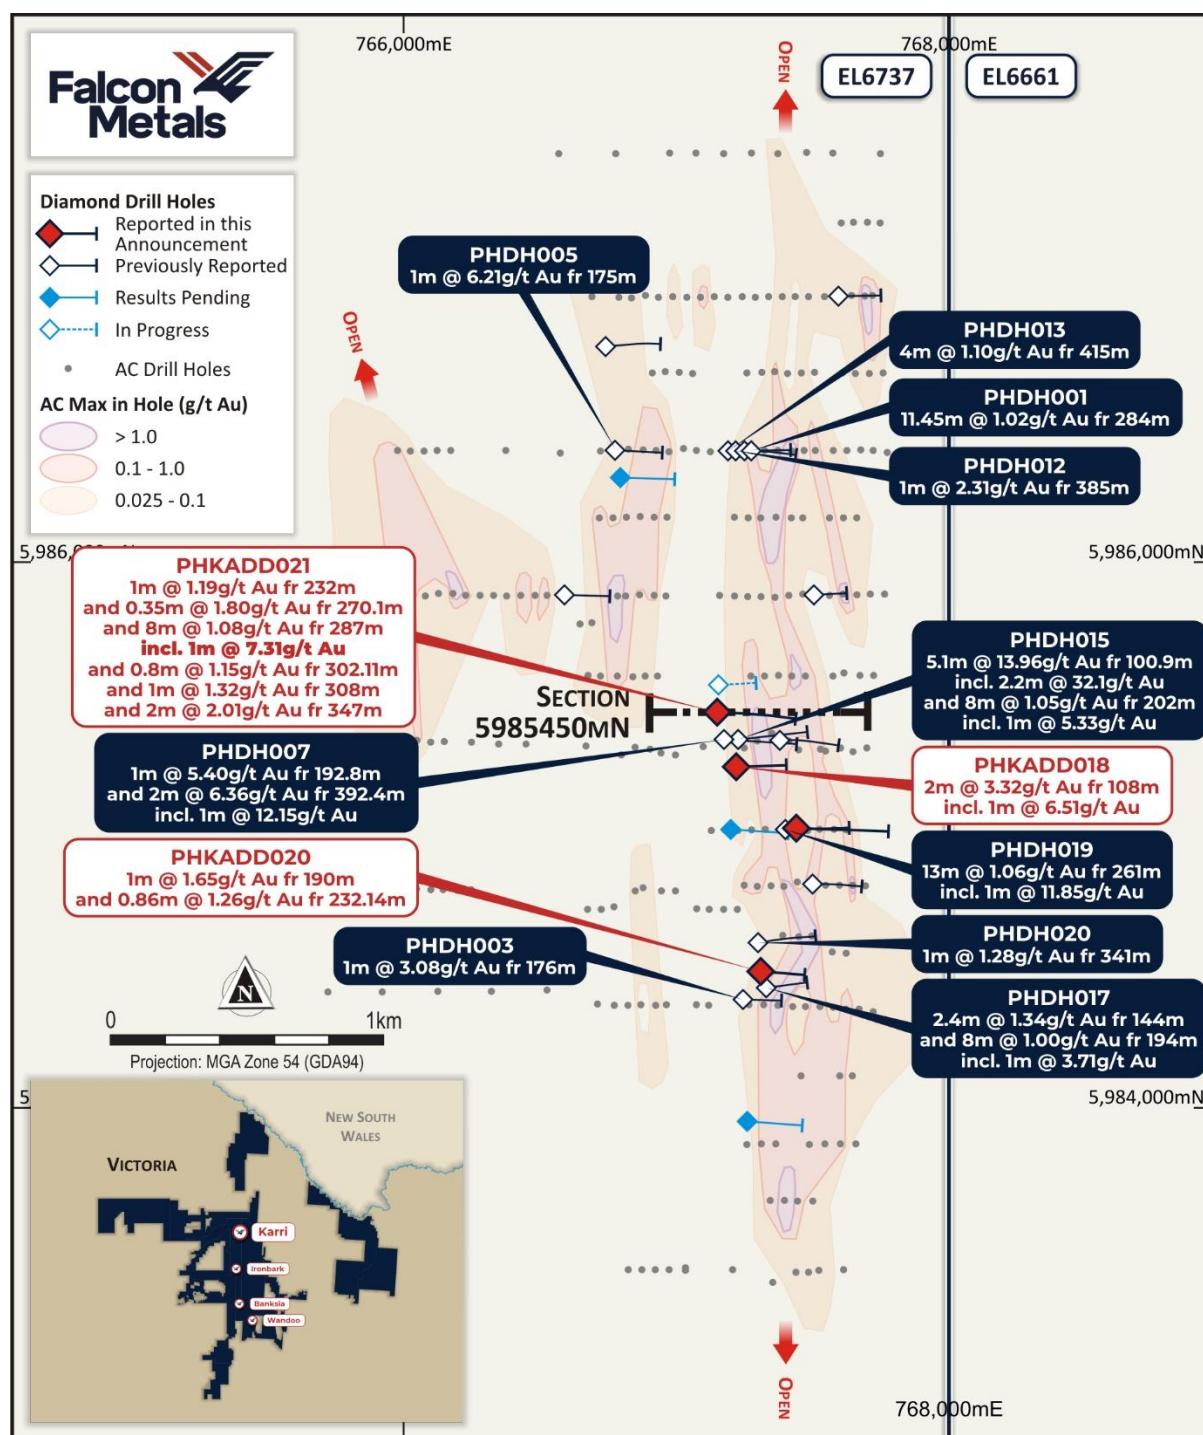 766,000mE
768,000mE
Falcon
Metals
OPEN
EL6737
EL6661
Diamond Drill Holes
Reported in this
Announcement
Previously Reported
Results Pending
In Progress
AC Drill Holes
AC Max in Hole (g/t Au)
> 1.0
0.1 - 1.0
0.025 - 0.1
PHDH005
1m @ 6.21g/t Au fr 175m
OPEN
PHDH013
4m @ 1.10g/t Au fr 415m
PHDH001
11.45m @ 1.02g/t Au fr 284m
PHDH012
1m @ 2.31g/t Au fr 385m
5,986,000mN
PHKADD021
1m @ 1.19g/t Au fr 232m
and 0.35m @ 1.80g/t Au fr 270.1m
and 8m @ 1.08g/t Au fr 287m
incl. 1m @ 7.31g/t Au
and 0.8m @ 1.15g/t Au fr 302.11m
and 1m @ 1.32g/t Au fr 308m
and 2m @ 2.01g/t Au fr 347m
SECTION
5985450MN
PHDH015
5.1m @ 13.96g/t Au fr 100.9m
incl. 2.2m @ 32.1g/t Au
and 8m @ 1.05g/t Au fr 202m
incl. 1m @ 5.33g/t Au
PHDH007
1m @ 5.40g/t Au fr 192.8m
and 2m @ 6.36g/t Au fr 392.4m
incl. 1m @ 12.15g/t Au
PHKADD018
2m @ 3.32g/t Au fr 108m
incl. 1m @ 6.51g/t Au
PHKADD020
1m @ 1.65g/t Au fr 190m
and 0.86m @ 1.26g/t Au fr 232.14m
PHDH019
13m @ 1.06g/t Au fr 261m
incl. 1m @ 11.85g/t Au
PHDH003
1m @ 3.08g/t Au fr 176m
PHDH020
1m @ 1.28g/t Au fr 341m
PHDH017
2.4m @ 1.34g/t Au fr 144m
and 8m @ 1.00g/t Au fr 194m
incl. 1m @ 3.71g/t Au
N
0 1km
Projection: MGA Zone 54 (GDA94)
5,984,000mN
NEW SOUTH
WALES
VICTORIA
Karri
Ironbark
Banksia
Wandoo
OPEN
768,000mE